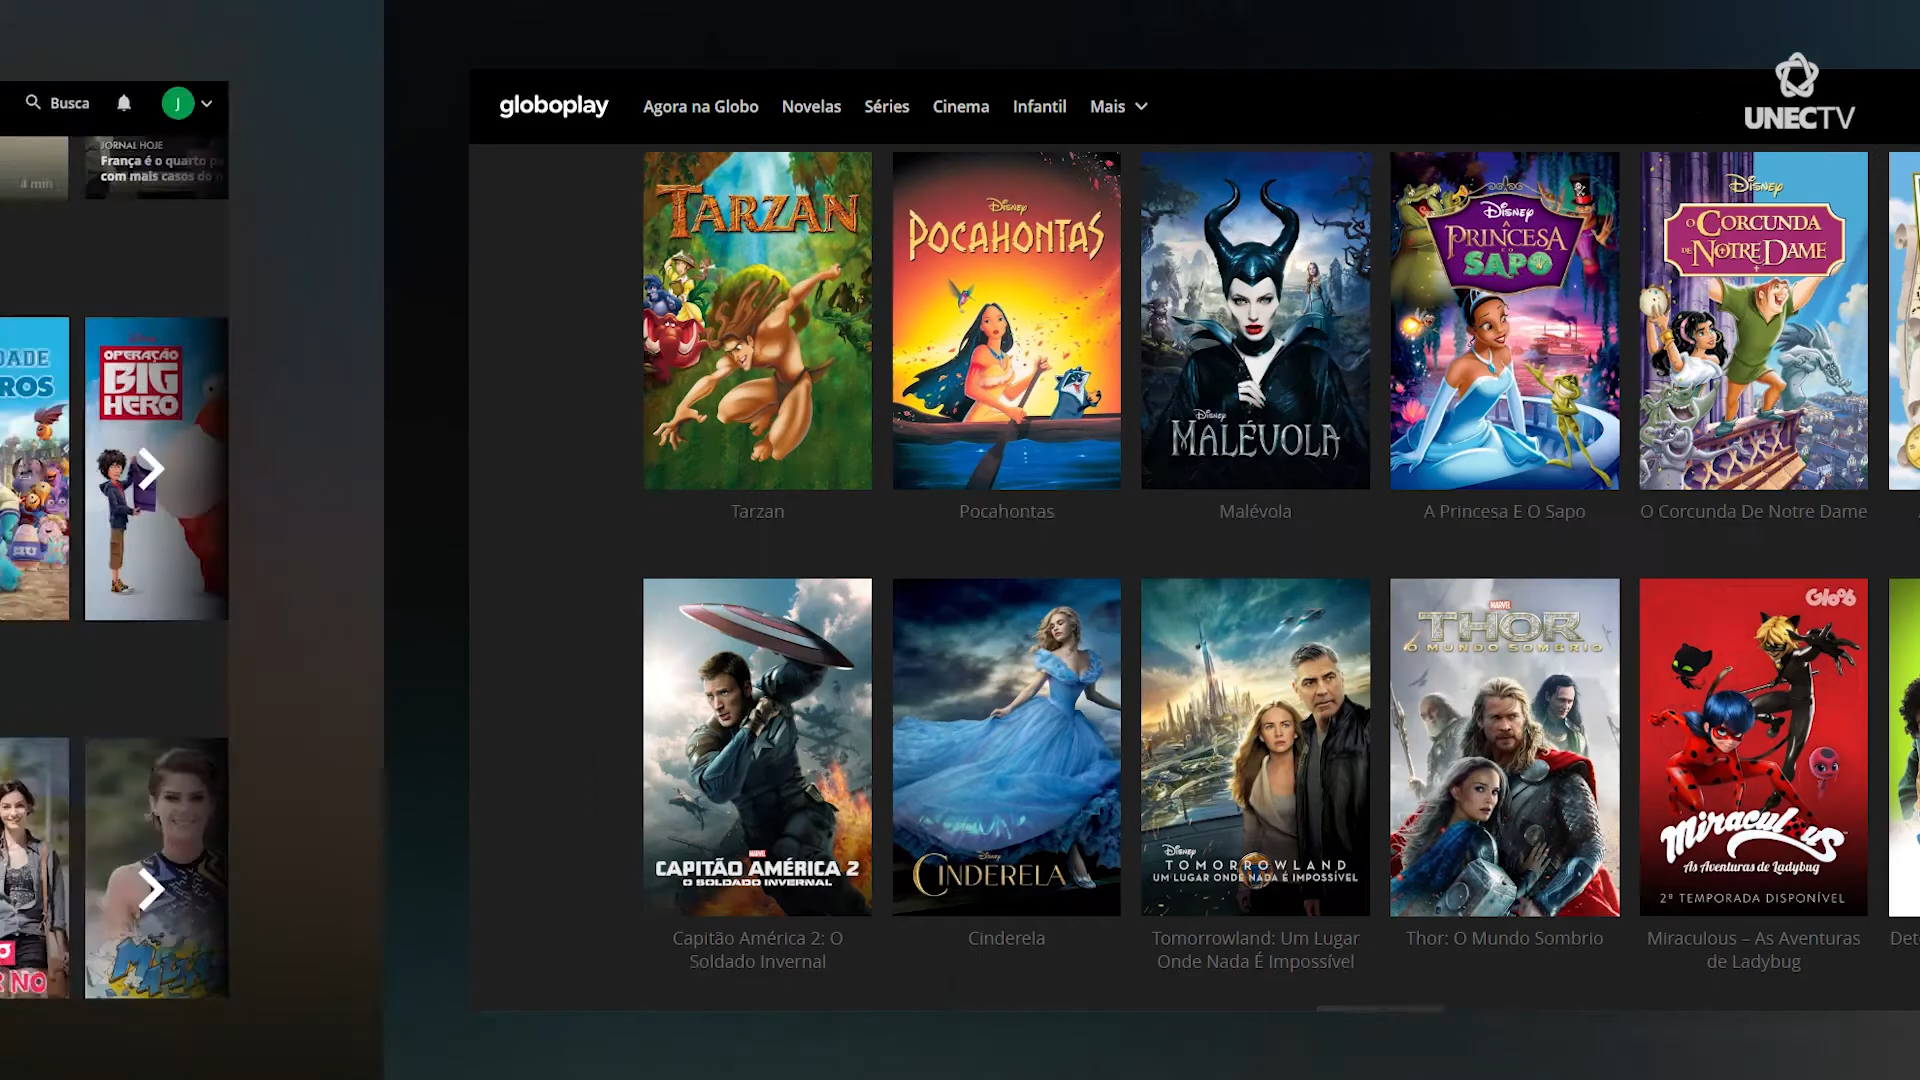 Busca
J
JORNAL HOJE
França é o quarto
com mais casos do
4 min
OPERAÇÃO
BIG
HERO
MU
NO
globoplay
Agora na Globo
Novelas
Séries
Cinema
Infantil
Mais
UNECTV
TARZAN
Disney
POCAHONTAS
Disney
MALÉVOLA
Disney
A
PRINCESA
E O
SAPO
Disney
O CORCUNDA
DE NOTRE DAME
Tarzan
Pocahontas
Malévola
A Princesa E O Sapo
O Corcunda De Notre Dame
MARVEL
CAPITÃO AMÉRICA 2
O SOLDADO INVERNAL
Disney
CINDERELA
Disney
TOMORROWLAND
UM LUGAR ONDE NADA É IMPOSSÍVEL
MARVEL
THOR
O MUNDO SOMBRIO
Gloob
Miraculous
As Aventuras de Ladybug
2ª TEMPORADA DISPONÍVEL
Capitão América 2: O
Soldado Invernal
Cinderela
Tomorrowland: Um Lugar
Onde Nada É Impossível
Thor: O Mundo Sombrio
Miraculous – As Aventuras
de Ladybug